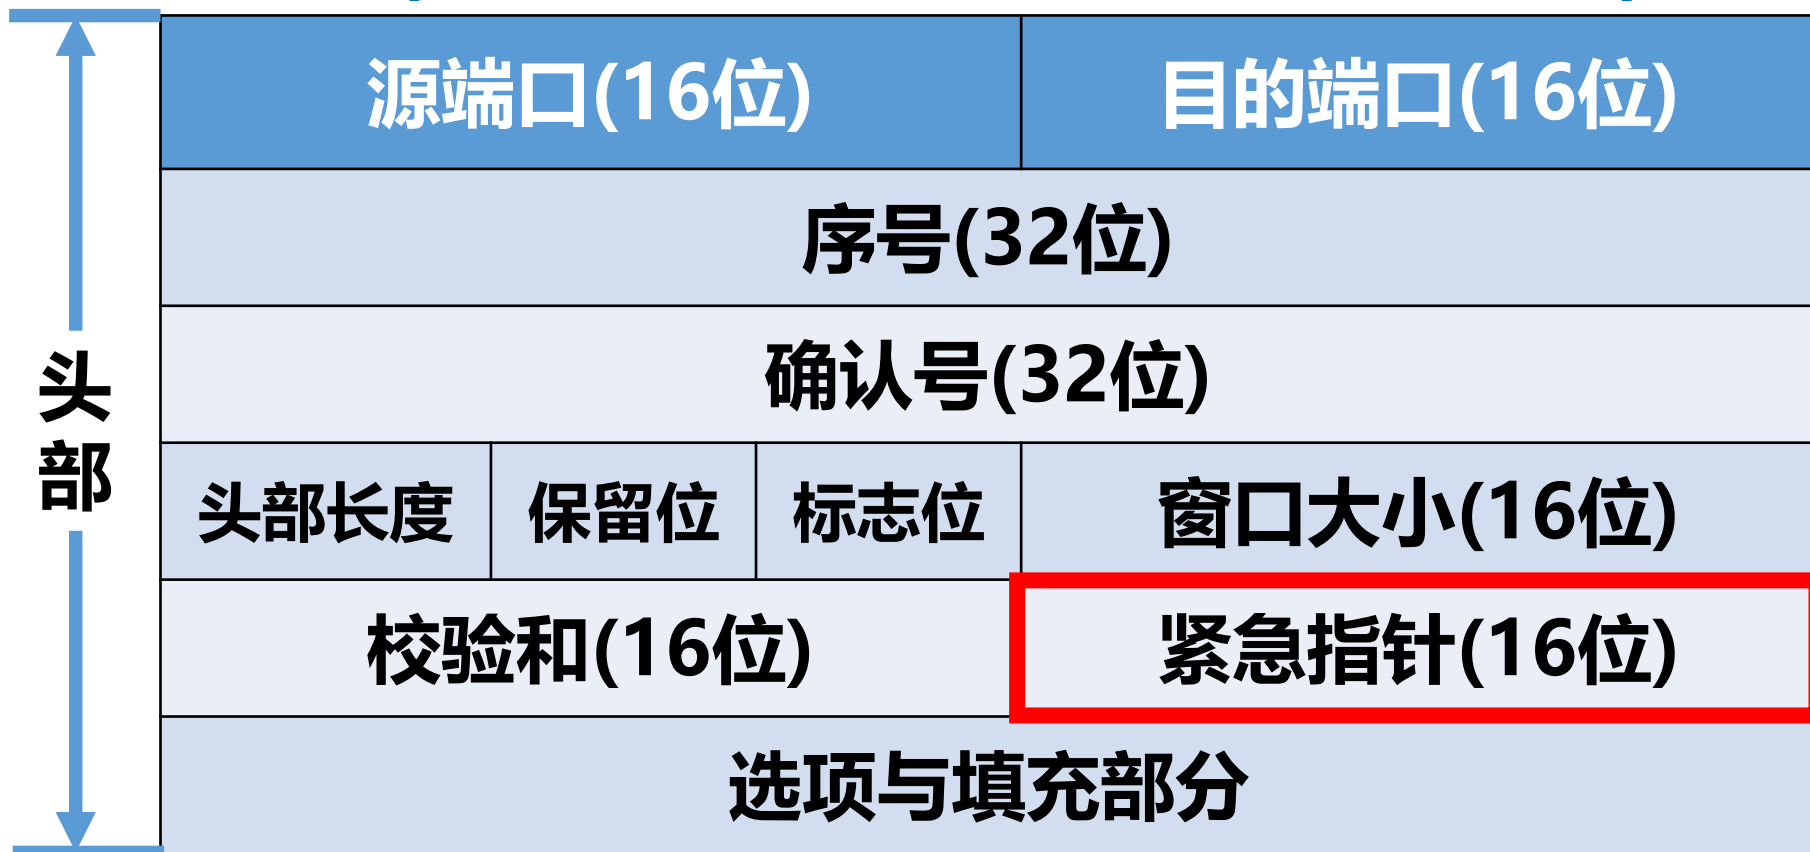 源端口(16位) 目的端口(16位)
序号(32位)
确认号(32位)
头部
头部长度 保留位 标志位 窗口大小(16位)
校验和(16位) 紧急指针(16位)
选项与填充部分